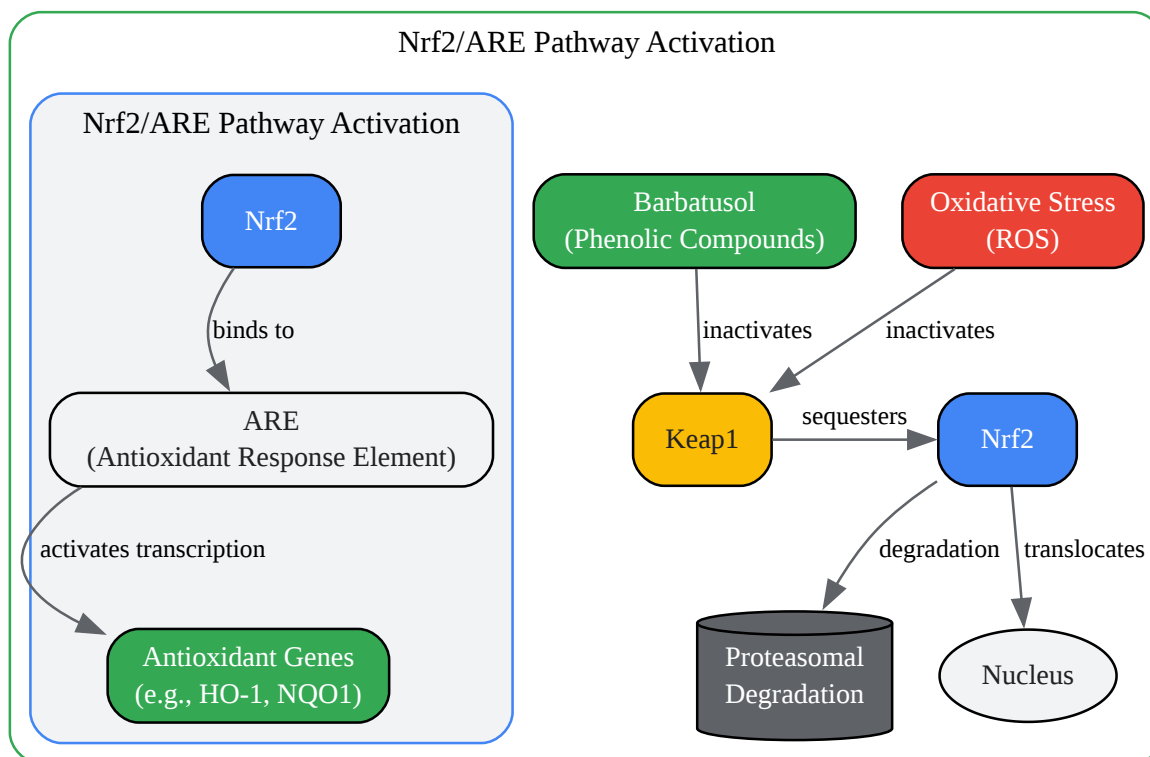 Nrf2/ARE Pathway Activation
Nrf2/ARE Pathway Activation
Nrf2
binds to
ARE
(Antioxidant Response Element)
activates transcription
Antioxidant Genes
(e.g., HO-1, NQO1)
Barbatusol
(Phenolic Compounds)
Oxidative Stress
(ROS)
inactivates
inactivates
Keap1
sequesters
Nrf2
degradation
translocates
Proteasomal
Degradation
Nucleus